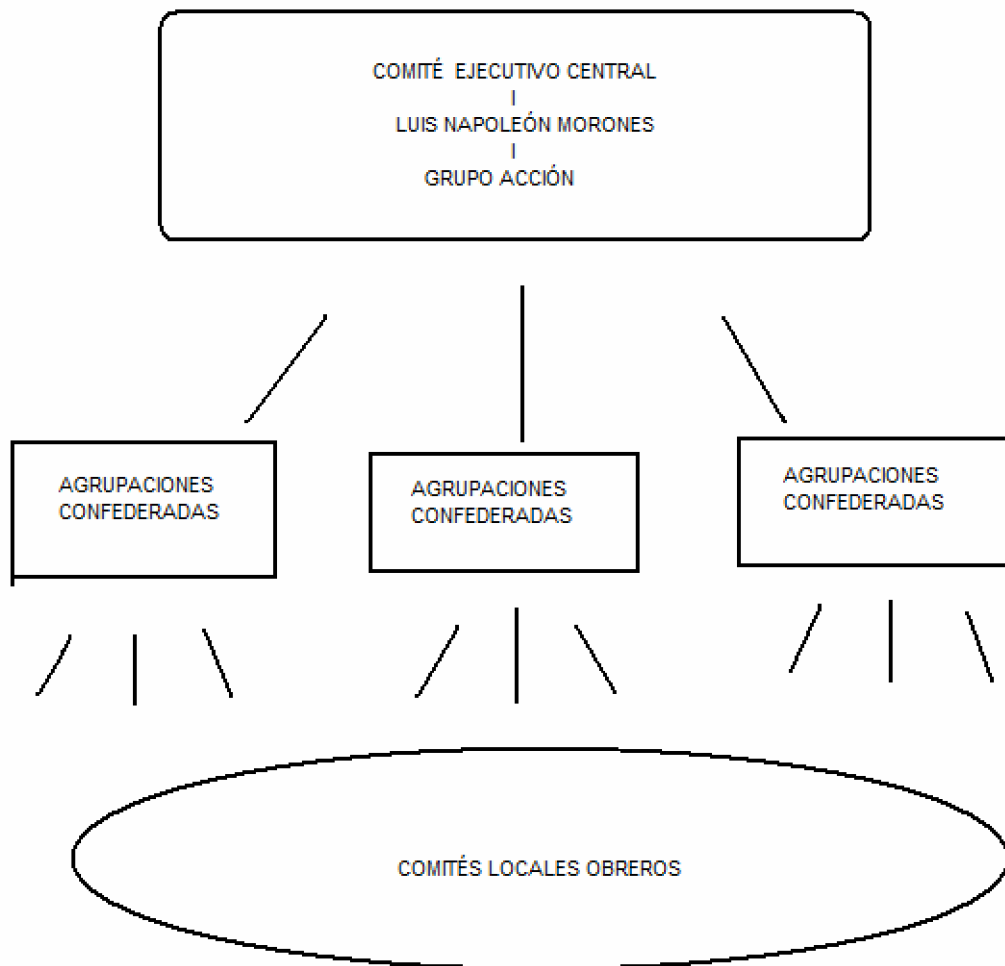 COMITÉ EJECUTIVO CENTRAL
I
LUIS NAPOLEÓN MORONES
I
GRUPO ACCIÓN
AGRUPACIONES
CONFEDERADAS
AGRUPACIONES
CONFEDERADAS
AGRUPACIONES
CONFEDERADAS
COMITÉS LOCALES OBREROS